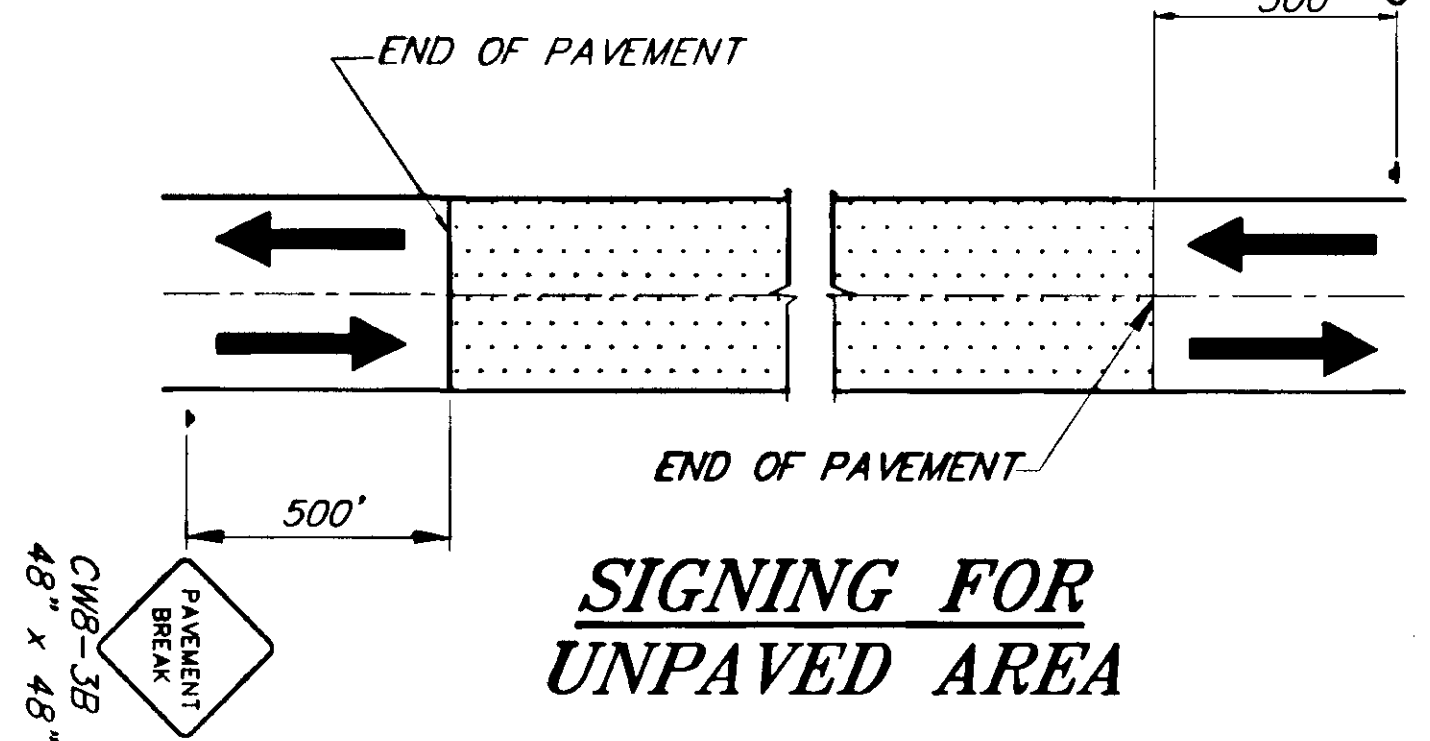 END OF PAVEMENT
END OF PAVEMENT
500'
PAVEMENT
BREAK
CW8-3B
48" x 48"
SIGNING FOR
UNPAVED AREA